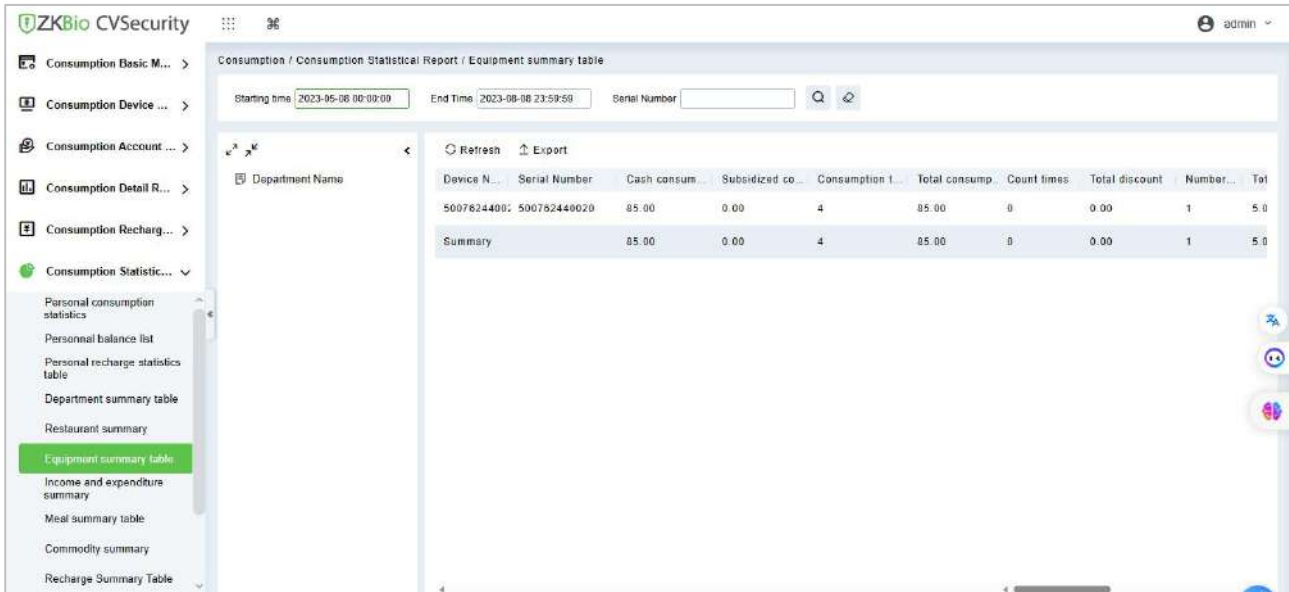 ZKBio CVSecurity
admin
Consumption Basic M...
Consumption Device ...
Consumption Account ...
Consumption Detail R...
Consumption Recharg...
Consumption Statistic...
Personal consumption
statistics
Personnal balance list
Personal recharge statistics
table
Department summary table
Restaurant summary
Equipment summary table
Income and expenditure
summary
Meal summary table
Commodity summary
Recharge Summary Table
Consumption / Consumption Statistical Report / Equipment summary table
Starting time 2023-05-08 00:00:00 End Time 2023-08-08 23:59:59 Serial Number
Department Name
Refresh Export
Device N... Serial Number Cash consum... Subsidized co... Consumption t... Total consump... Count times Total discount Number... Tot
50076244002 500762440020 85.00 0.00 4 85.00 0 0.00 1 5.0
Summary 85.00 0.00 4 85.00 0 0.00 1 5.0